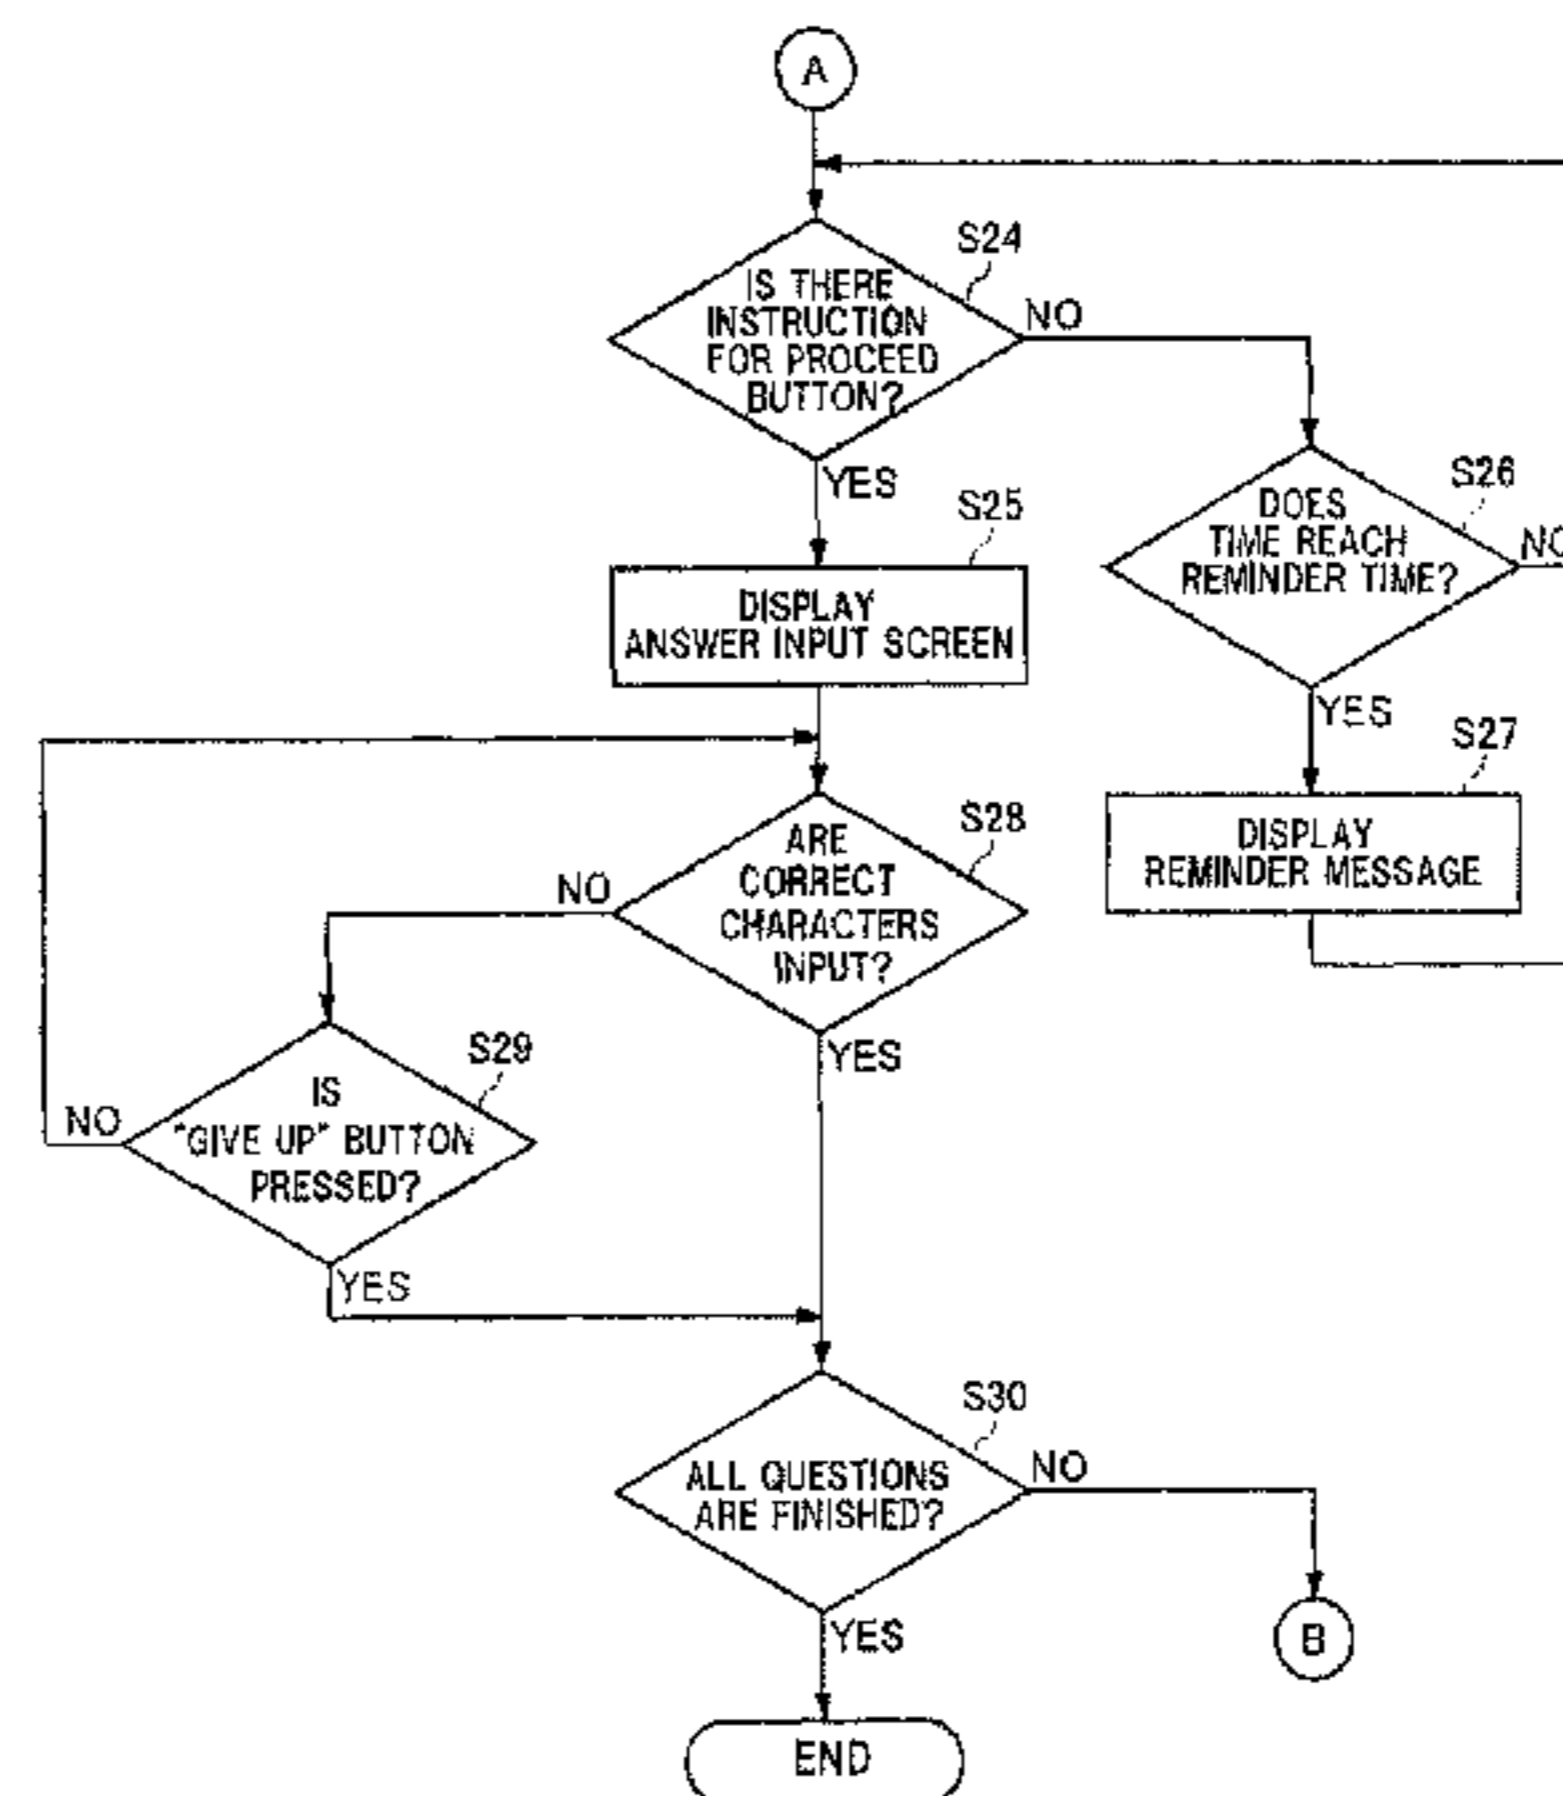 A
S24
IS THERE
INSTRUCTION
FOR PROCEED
BUTTON?
NO
YES
S25
DISPLAY
ANSWER INPUT SCREEN
S26
DOES
TIME REACH
REMINDER TIME?
NO
YES
S27
DISPLAY
REMINDER MESSAGE
S28
ARE
CORRECT
CHARACTERS
INPUT?
NO
YES
S29
IS
"GIVE UP" BUTTON
PRESSED?
NO
YES
S30
ALL QUESTIONS
ARE FINISHED?
NO
YES
B
END